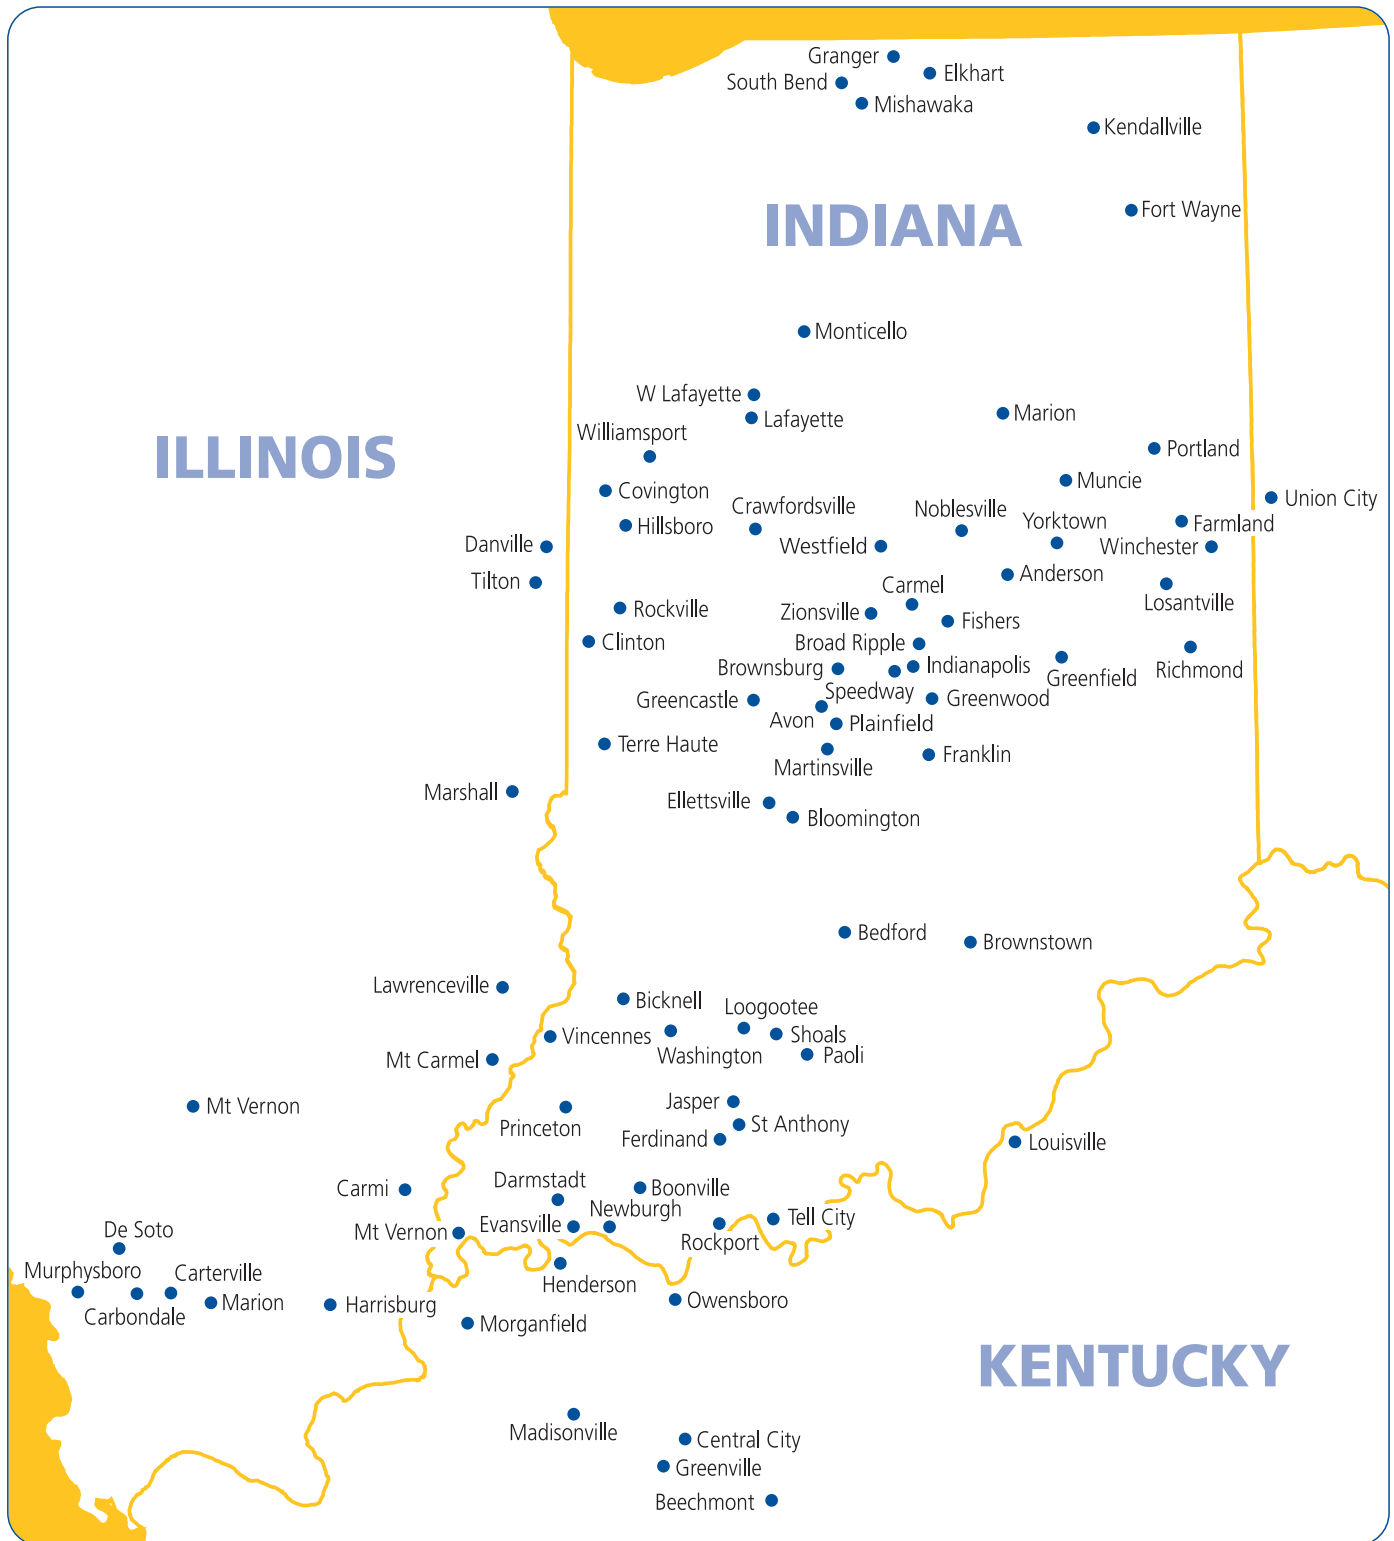 Granger
Elkhart
South Bend
Mishawaka
Kendallville
INDIANA
Fort Wayne
Monticello
W Lafayette
Lafayette
Marion
Williamsport
ILLINOIS
Portland
Muncie
Covington
Union City
Crawfordsville
Noblesville
Yorktown
Farmland
Hillsboro
Danville
Westfield
Winchester
Anderson
Tilton
Carmel
Losantville
Rockville
Zionsville
Fishers
Clinton
Broad Ripple
Brownsburg
Indianapolis
Greenfield
Richmond
Speedway
Greencastle
Greenwood
Avon
Plainfield
Terre Haute
Martinsville
Franklin
Marshall
Ellettsville
Bloomington
Bedford
Brownstown
Lawrenceville
Bicknell
Loogootee
Vincennes
Shoals
Washington
Paoli
Mt Carmel
Mt Vernon
Jasper
Princeton
St Anthony
Ferdinand
Louisville
Darmstadt
Carmi
Boonville
Newburgh
Tell City
De Soto
Mt Vernon
Evansville
Rockport
Murphysboro
Carterville
Henderson
Carbondale
Marion
Harrisburg
Owensboro
Morganfield
KENTUCKY
Madisonville
Central City
Greenville
Beechmont